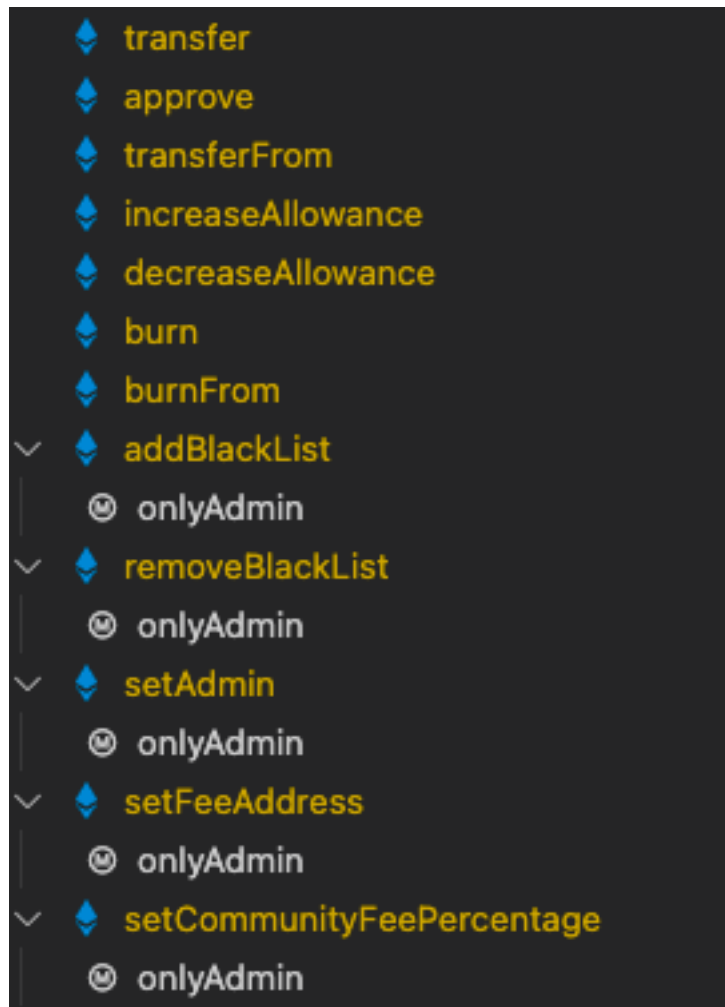 transfer
approve
transferFrom
increaseAllowance
decreaseAllowance
burn
burnFrom
addBlackList
onlyAdmin
removeBlackList
onlyAdmin
setAdmin
onlyAdmin
setFeeAddress
onlyAdmin
setCommunityFeePercentage
onlyAdmin